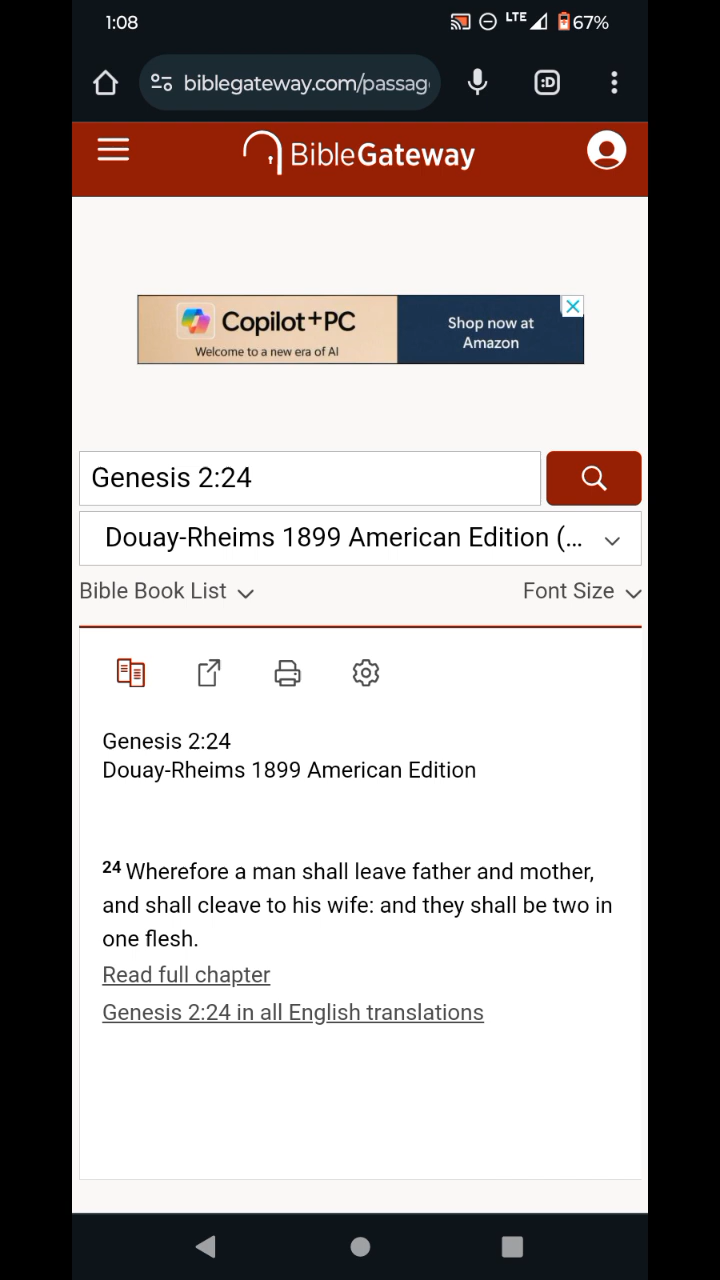 1:08
LTE 67%
biblegateway.com/passag
:D
BibleGateway
Copilot+PC
Welcome to a new era of AI
Shop now at
Amazon
Genesis 2:24
Douay-Rheims 1899 American Edition (...
Bible Book List
Font Size
Genesis 2:24
Douay-Rheims 1899 American Edition
24 Wherefore a man shall leave father and mother,
and shall cleave to his wife: and they shall be two in
one flesh.
Read full chapter
Genesis 2:24 in all English translations